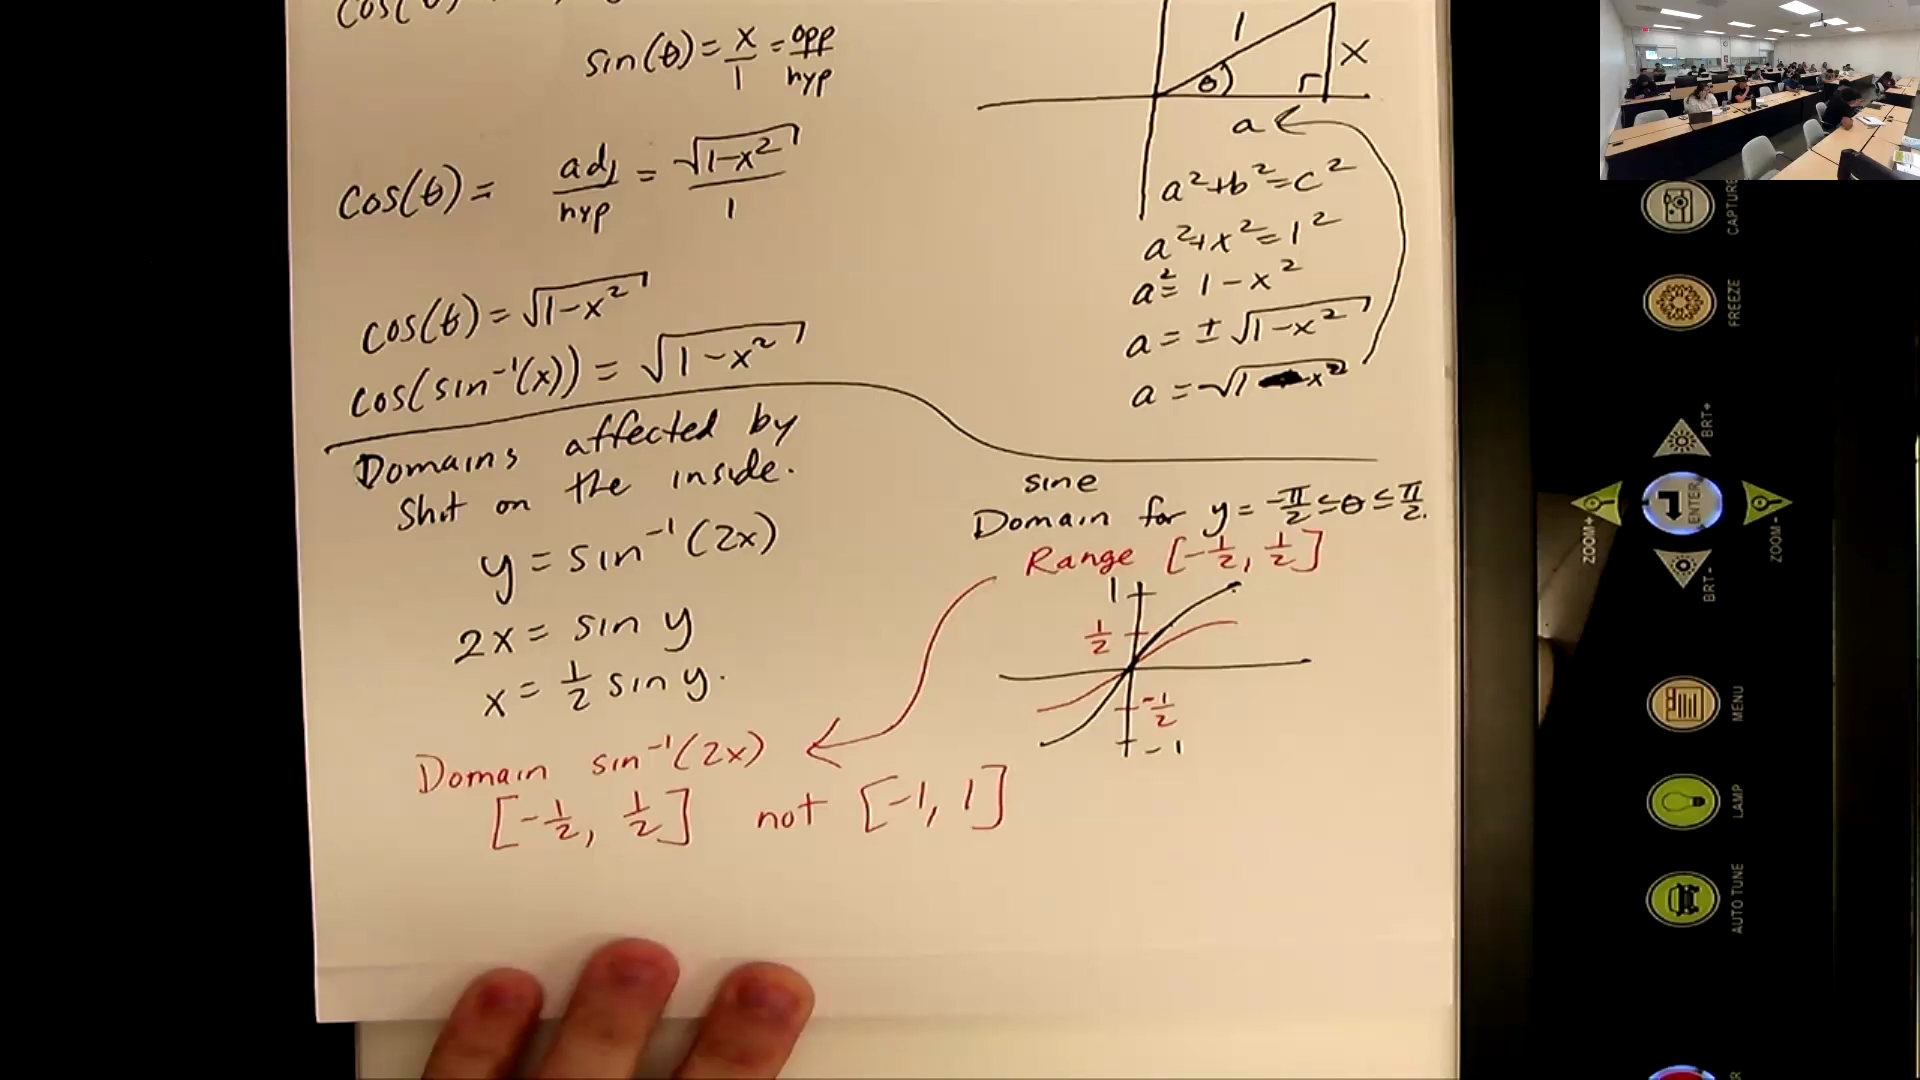 sin(θ) = x/1 = opp/hyp
cos(θ) = adj/hyp = √(1-x²)/1
cos(θ) = √(1-x²)
cos(sin⁻¹(x)) = √(1-x²)
1
θ
x
a
a²+b²=c²
a²+x²=1²
a²=1-x²
a = ±√(1-x²)
a = √(1-x²)
Domains affected by
Shit on the inside.
y = sin⁻¹(2x)
2x = sin y
x = 1/2 sin y.
Domain sin⁻¹(2x)
[-1/2, 1/2] not [-1, 1]
sine
Domain for y = -π/2 ≤ θ ≤ π/2.
Range [-1/2, 1/2]
1
1/2
-1/2
-1
CAPTURE
FREEZE
BRT+
ZOOM+
ENTER
ZOOM-
BRT-
MENU
LAMP
AUTO TUNE